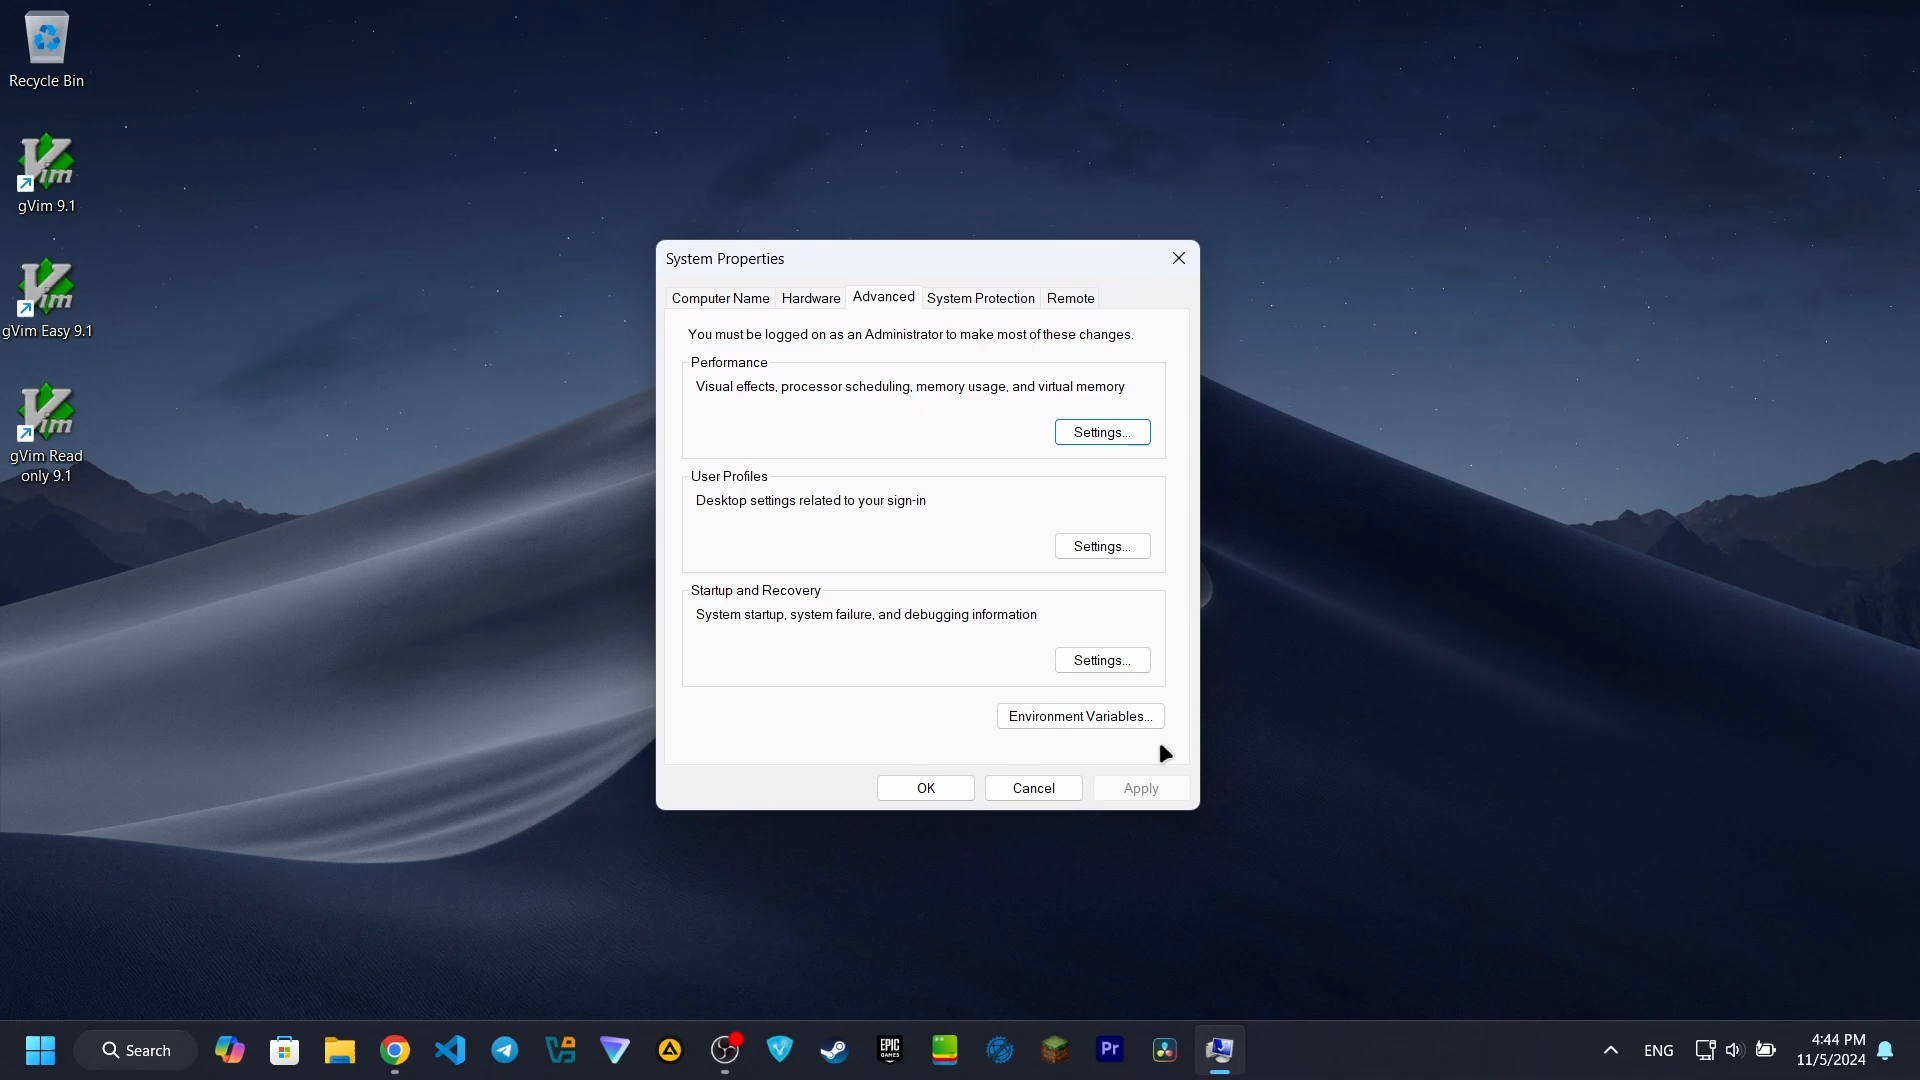 Recycle Bin
gVim 9.1
gVim Easy 9.1
gVim Read
only 9.1
System Properties
Computer Name
Hardware
Advanced
System Protection
Remote
You must be logged on as an Administrator to make most of these changes.
Performance
Visual effects, processor scheduling, memory usage, and virtual memory
Settings...
User Profiles
Desktop settings related to your sign-in
Settings...
Startup and Recovery
System startup, system failure, and debugging information
Settings...
Environment Variables...
OK
Cancel
Apply
Search
EPIC
GAMES
Pr
ENG
4:44 PM
11/5/2024